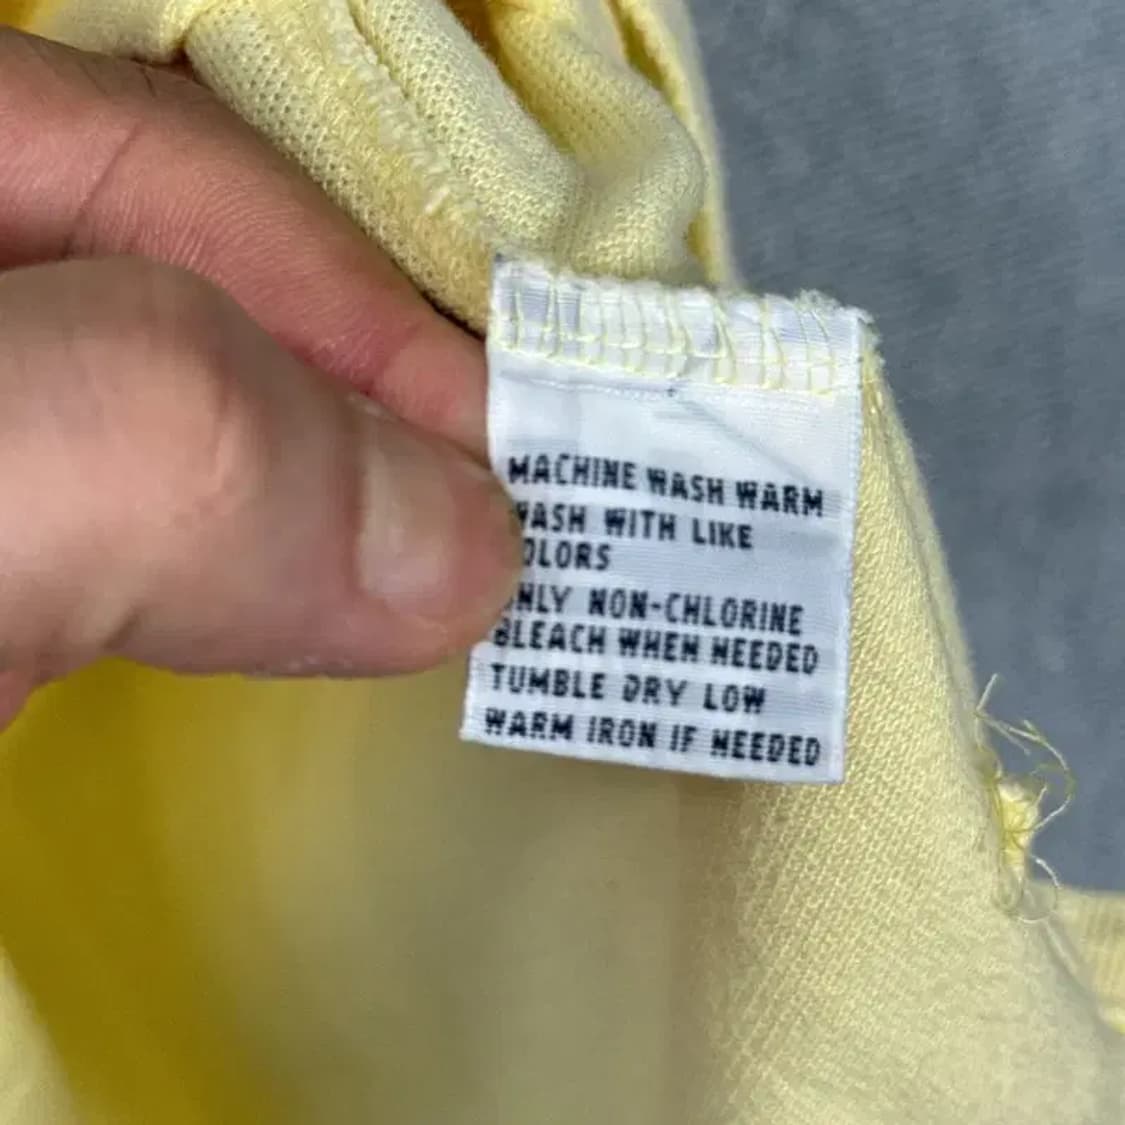 MACHINE WASH WARM
WASH WITH LIKE
COLORS
ONLY NON-CHLORINE
BLEACH WHEN NEEDED
TUMBLE DRY LOW
WARM IRON IF NEEDED